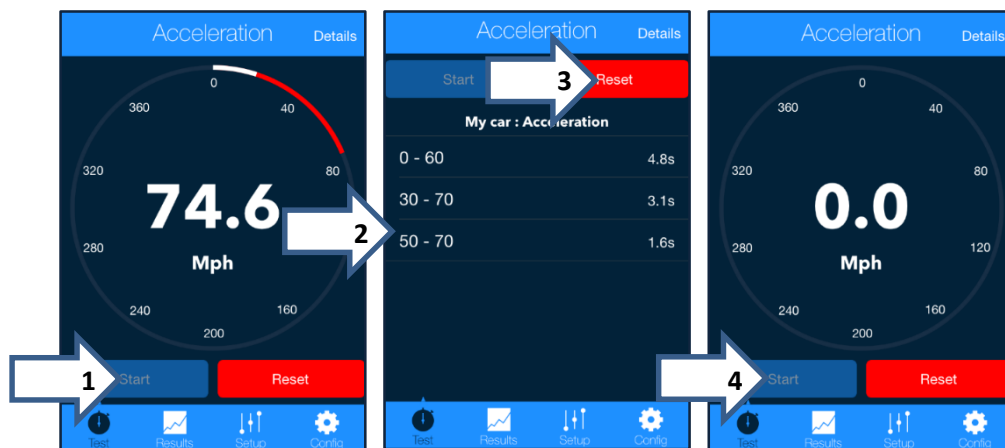 Acceleration Details
0
40
80
160
200
240
280
320
360
74.6
Mph
1
Start Reset
Test Results Setup Config
Acceleration Details
Start 3 Reset
My car : Acceleration
0 - 60 4.8s
30 - 70 3.1s
2
50 - 70 1.6s
Test Results Setup Config
Acceleration Details
0
40
80
120
160
200
240
280
320
360
0.0
Mph
4
Start Reset
Test Results Setup Config